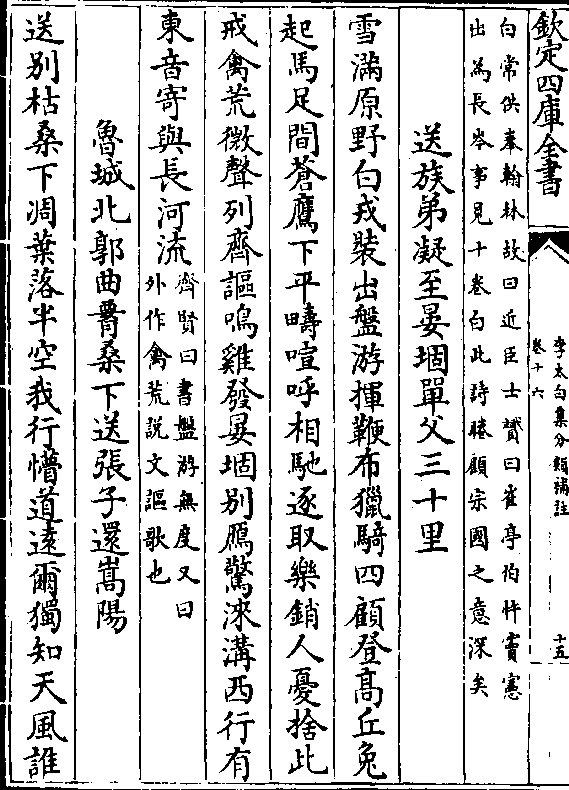 欽定四庫全書
李太白集分類補註
卷十六
十五
白常供奉翰林故曰近臣士贇曰崔亭伯忤竇憲
出為長岑事見十卷白此詩睠顧宗國之意深矣
送族弟凝至晏堌單父三十里
雪滿原野白戎裝出盤游揮鞭布獵騎四顧登高丘兔
起馬足間蒼鷹下平疇喧呼相馳逐取樂銷人憂捨此
戒禽荒微聲列齊謳鳴雞發晏堌别鴈驚淶溝西行有
東音寄與長河流
齊賢曰書盤游無度又曰
外作禽荒説文謳歌也
魯城北郭曲腰桑下送張子還嵩陽
送别枯桑下凋葉落半空我行懵道逺爾獨知天風誰